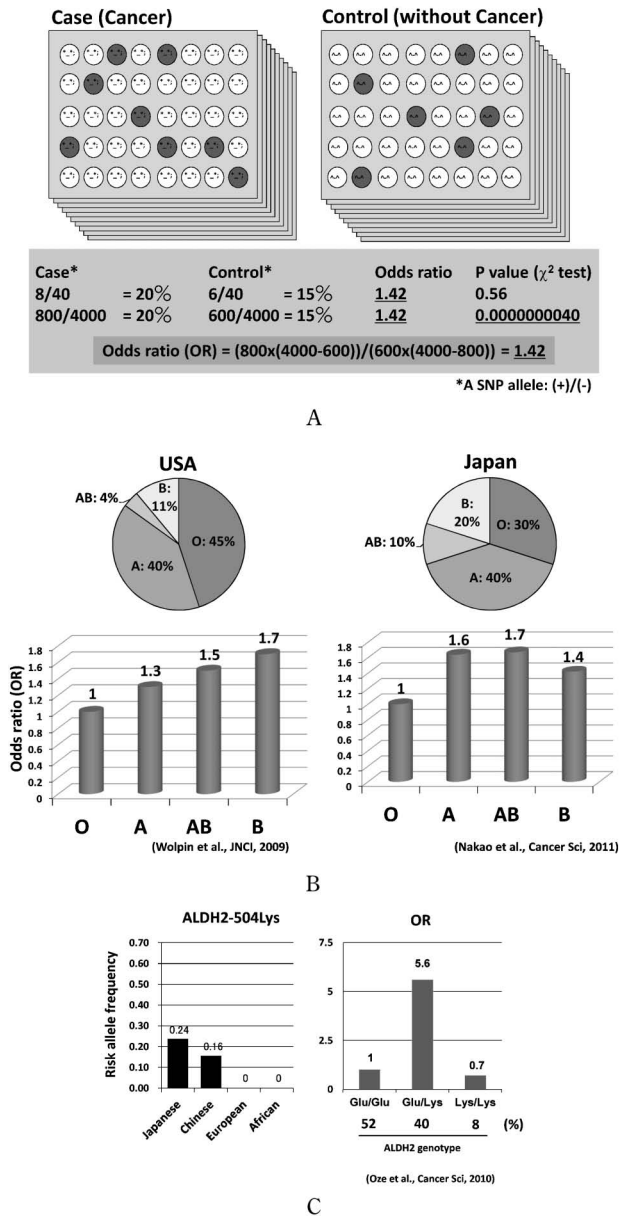 Case (Cancer) Control (without Cancer)
Case* Control* Odds ratio P value (χ² test)
8/40 = 20% 6/40 = 15% 1.42 0.56
800/4000 = 20% 600/4000 = 15% 1.42 0.0000000040
Odds ratio (OR) = (800x(4000-600))/(600x(4000-800)) = 1.42
*A SNP allele: (+)/(-)
A
USA Japan
AB: 4% B: 11% O: 45% A: 40%
AB: 10% B: 20% O: 30% A: 40%
Odds ratio (OR)
1.8
1.6
1.4
1.2
1
0.8
0.6
0.4
0.2
0
1 1.3 1.5 1.7
O A AB B
(Wolpin et al., JNCI, 2009)
1.8
1.6
1.4
1.2
1
0.8
0.6
0.4
0.2
0
1 1.6 1.7 1.4
O A AB B
(Nakao et al., Cancer Sci, 2011)
B
ALDH2-504Lys
Risk allele frequency
0.70
0.60
0.50
0.40
0.30
0.20
0.10
0.00
0.24 0.16 0 0
Japanese Chinese European African
OR
7.5
5
2.5
0
1 5.6 0.7
Glu/Glu Glu/Lys Lys/Lys
52 40 8 (%)
ALDH2 genotype
(Oze et al., Cancer Sci, 2010)
C